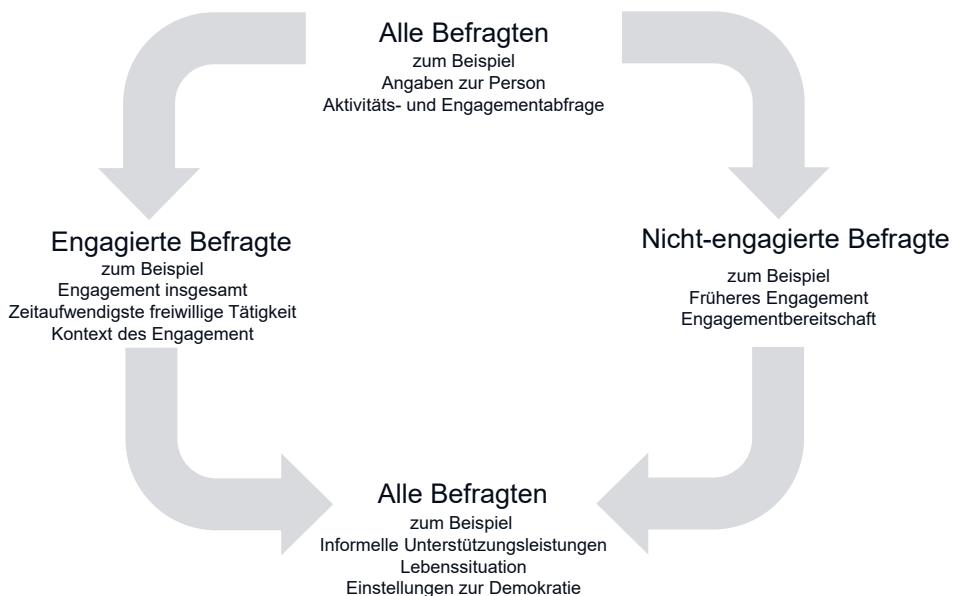 Alle Befragten
zum Beispiel
Angaben zur Person
Aktivitäts- und Engagementabfrage
Engagierte Befragte
zum Beispiel
Engagement insgesamt
Zeitaufwendigste freiwillige Tätigkeit
Kontext des Engagement
Nicht-engagierte Befragte
zum Beispiel
Früheres Engagement
Engagementbereitschaft
Alle Befragten
zum Beispiel
Informelle Unterstützungsleistungen
Lebenssituation
Einstellungen zur Demokratie